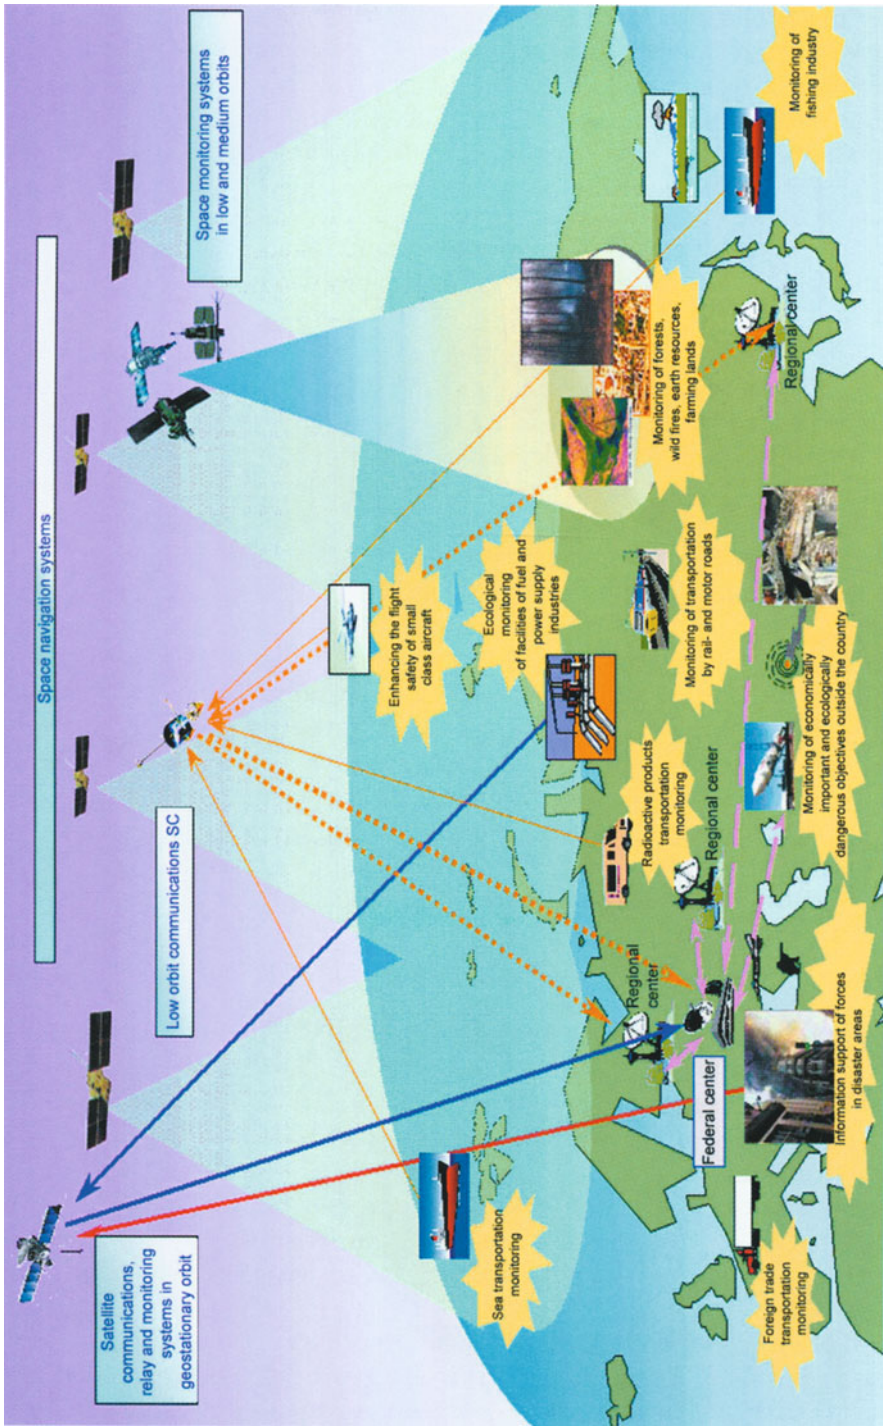 Space navigation systems
Satellite
communications,
relay and monitoring
systems in
geostationary orbit
Low orbit communications SC
Space monitoring systems
in low and medium orbits
Sea transportation
monitoring
Enhancing the flight
safety of small
class aircraft
Ecological
monitoring
of facilities of fuel and
power supply
industries
Monitoring of forests,
wild fires, earth resources,
farming lands
Monitoring of
fishing industry
Regional
center
Radioactive products
transportation
monitoring
Monitoring of transportation
by rail- and motor roads
Federal center
Regional center
Regional center
Foreign trade
transportation
monitoring
Information support of forces
in disaster areas
Monitoring of economically
important and ecologically
dangerous objectives outside the country